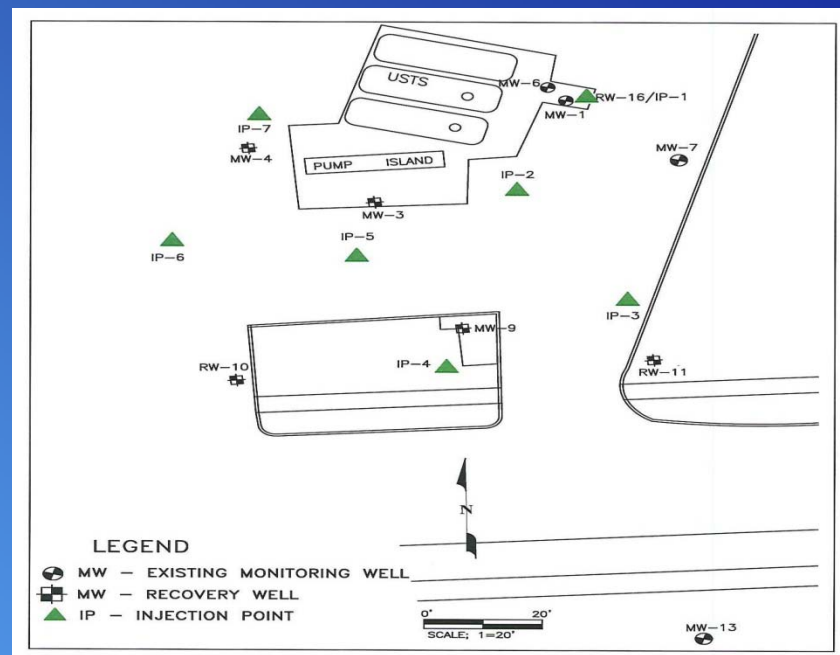 USTS
MW-6
RW-16/IP-1
MW-1
IP-7
MW-4
PUMP ISLAND
MW-7
IP-2
MW-3
IP-5
IP-6
IP-3
MW-9
RW-10
IP-4
RW-11
N
LEGEND
MW - EXISTING MONITORING WELL
MW - RECOVERY WELL
IP - INJECTION POINT
0' 20'
SCALE; 1=20'
MW-13